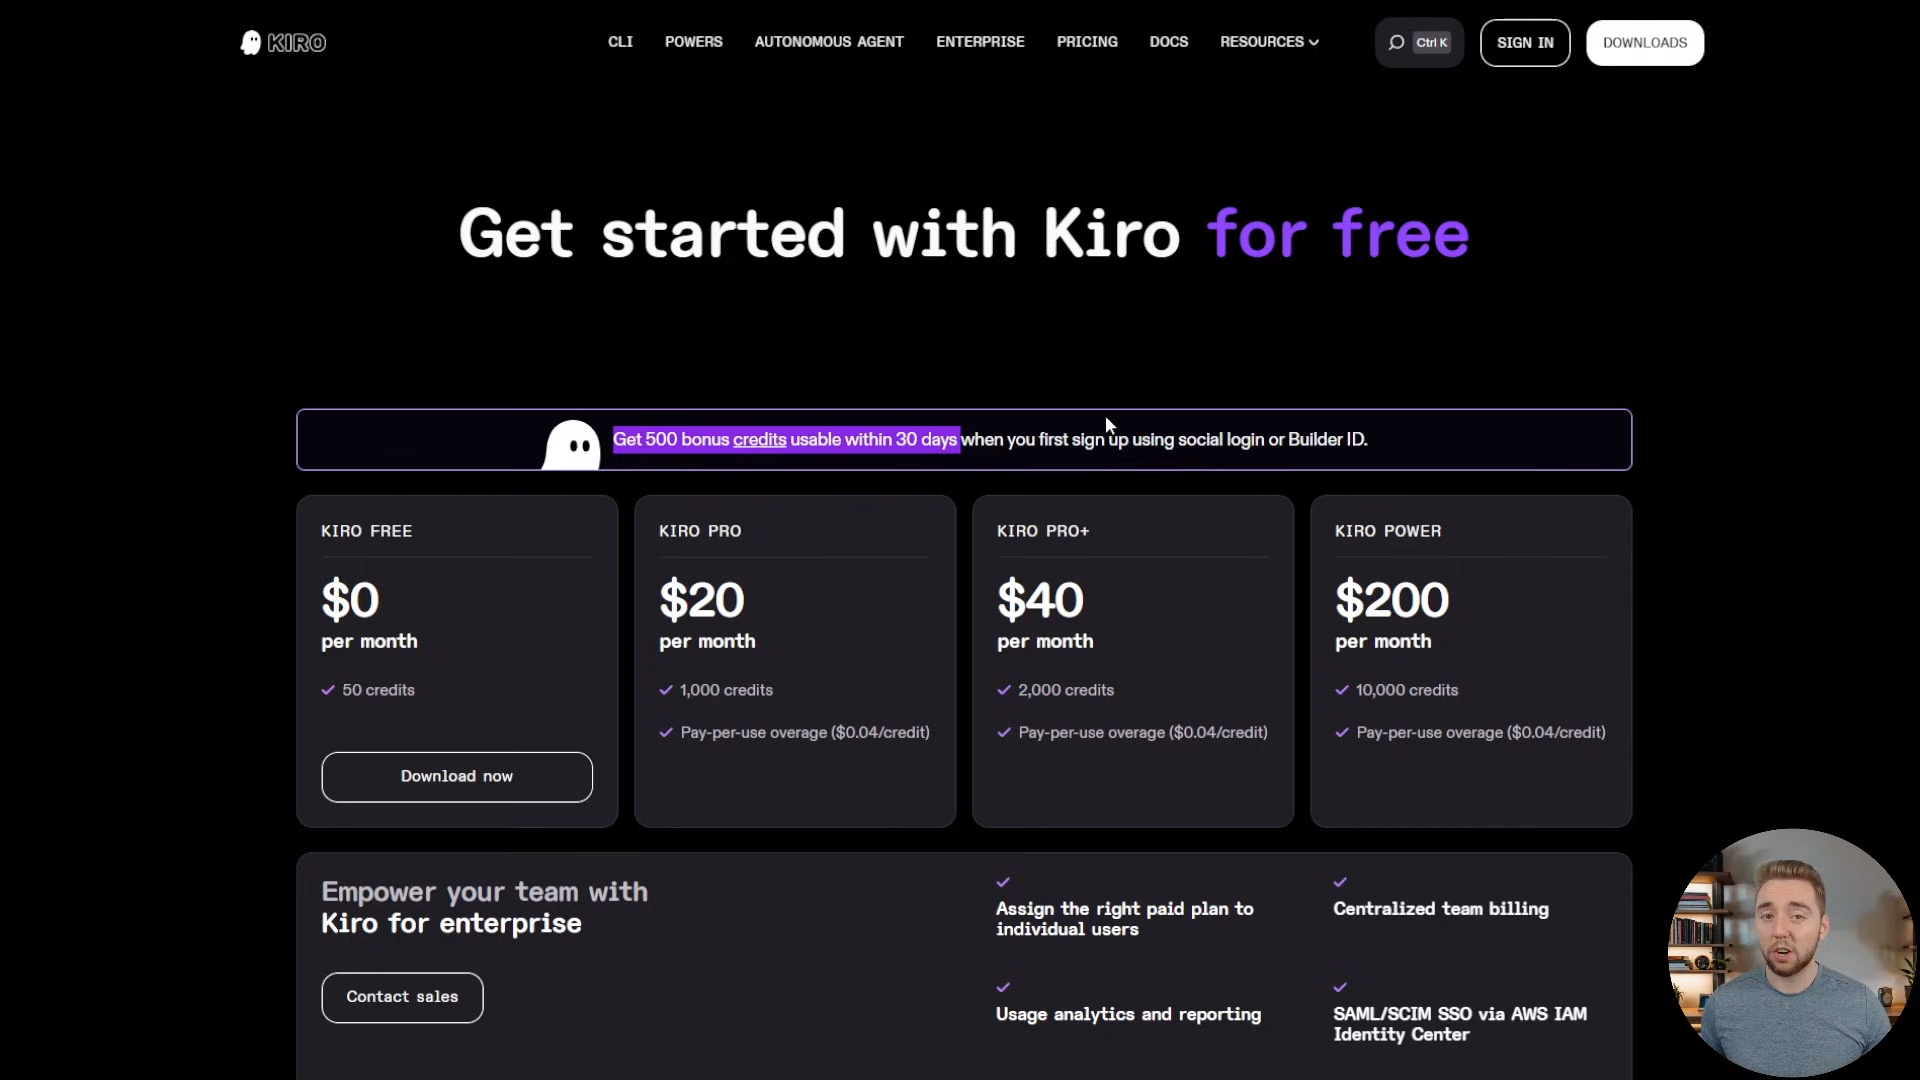 KIRO
CLI
POWERS
AUTONOMOUS AGENT
ENTERPRISE
PRICING
DOCS
RESOURCES
Ctrl K
SIGN IN
DOWNLOADS
Get started with Kiro for free
Get 500 bonus credits usable within 30 days when you first sign up using social login or Builder ID.
KIRO FREE
$0
per month
50 credits
Download now
KIRO PRO
$20
per month
1,000 credits
Pay-per-use overage ($0.04/credit)
KIRO PRO+
$40
per month
2,000 credits
Pay-per-use overage ($0.04/credit)
KIRO POWER
$200
per month
10,000 credits
Pay-per-use overage ($0.04/credit)
Empower your team with
Kiro for enterprise
Contact sales
Assign the right paid plan to
individual users
Centralized team billing
Usage analytics and reporting
SAML/SCIM SSO via AWS IAM
Identity Center